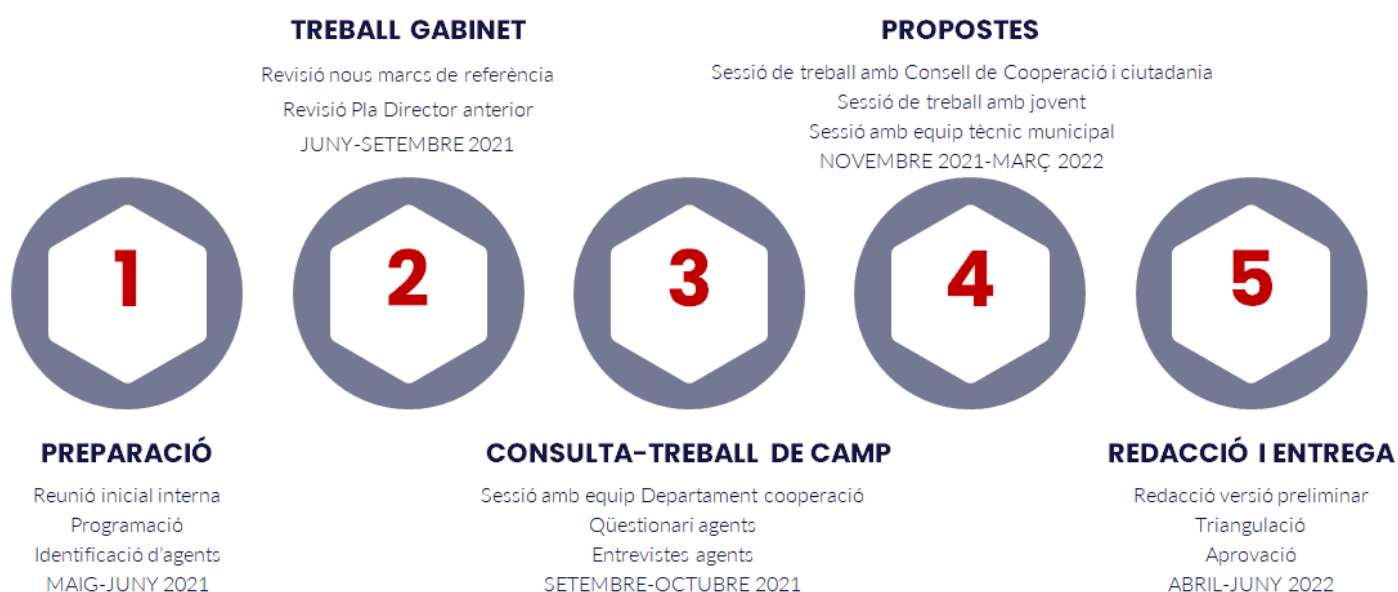 TREBALL GABINET
Revisió nous marcs de referència
Revisió Pla Director anterior
JUNY-SETEMBRE 2021
PROPOSTES
Sessió de treball amb Consell de Cooperació i ciutadania
Sessió de treball amb jovent
Sessió amb equip tècnic municipal
NOVEMBRE 2021-MARÇ 2022
1
2
3
4
5
PREPARACIÓ
Reunió inicial interna
Programació
Identificació d'agents
MAIG-JUNY 2021
CONSULTA-TREBALL DE CAMP
Sessió amb equip Departament cooperació
Qüestionari agents
Entrevistes agents
SETEMBRE-OCTUBRE 2021
REDACCIÓ I ENTREGA
Redacció versió preliminar
Triangulació
Aprovació
ABRIL-JUNY 2022